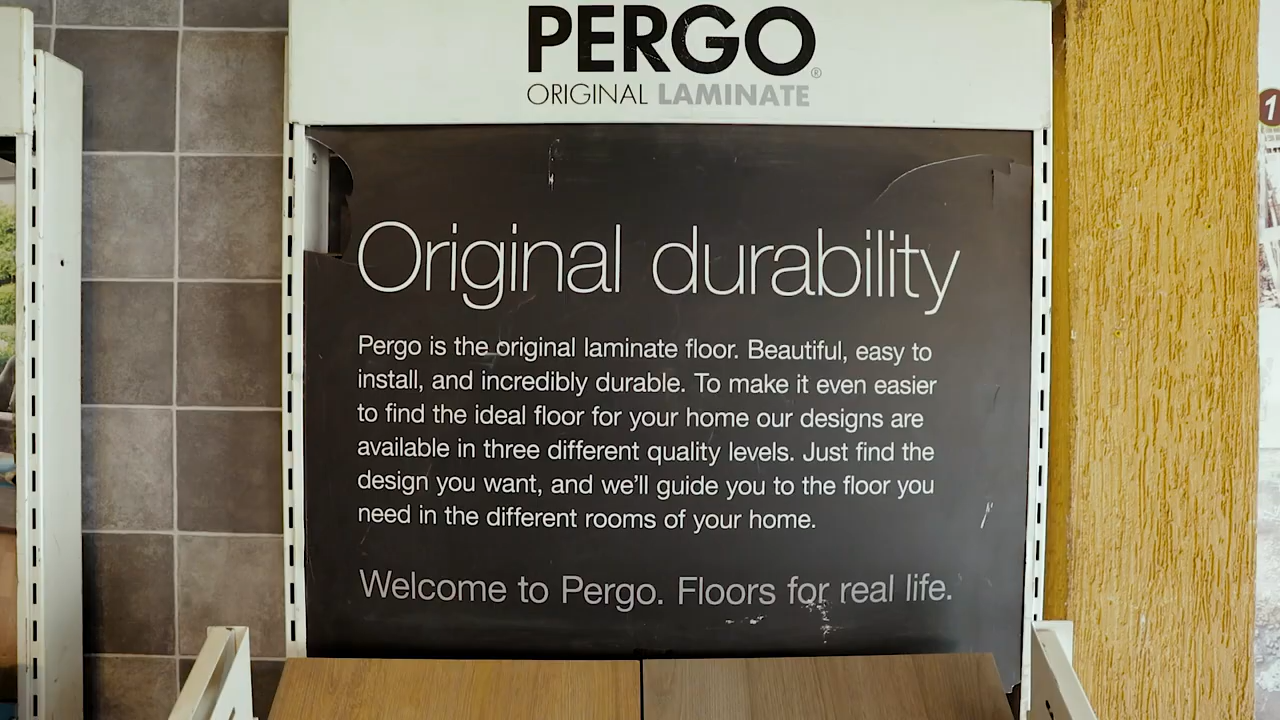 PERGO®
ORIGINAL LAMINATE
Original durability
Pergo is the original laminate floor. Beautiful, easy to
install, and incredibly durable. To make it even easier
to find the ideal floor for your home our designs are
available in three different quality levels. Just find the
design you want, and we'll guide you to the floor you
need in the different rooms of your home.
Welcome to Pergo. Floors for real life.
1